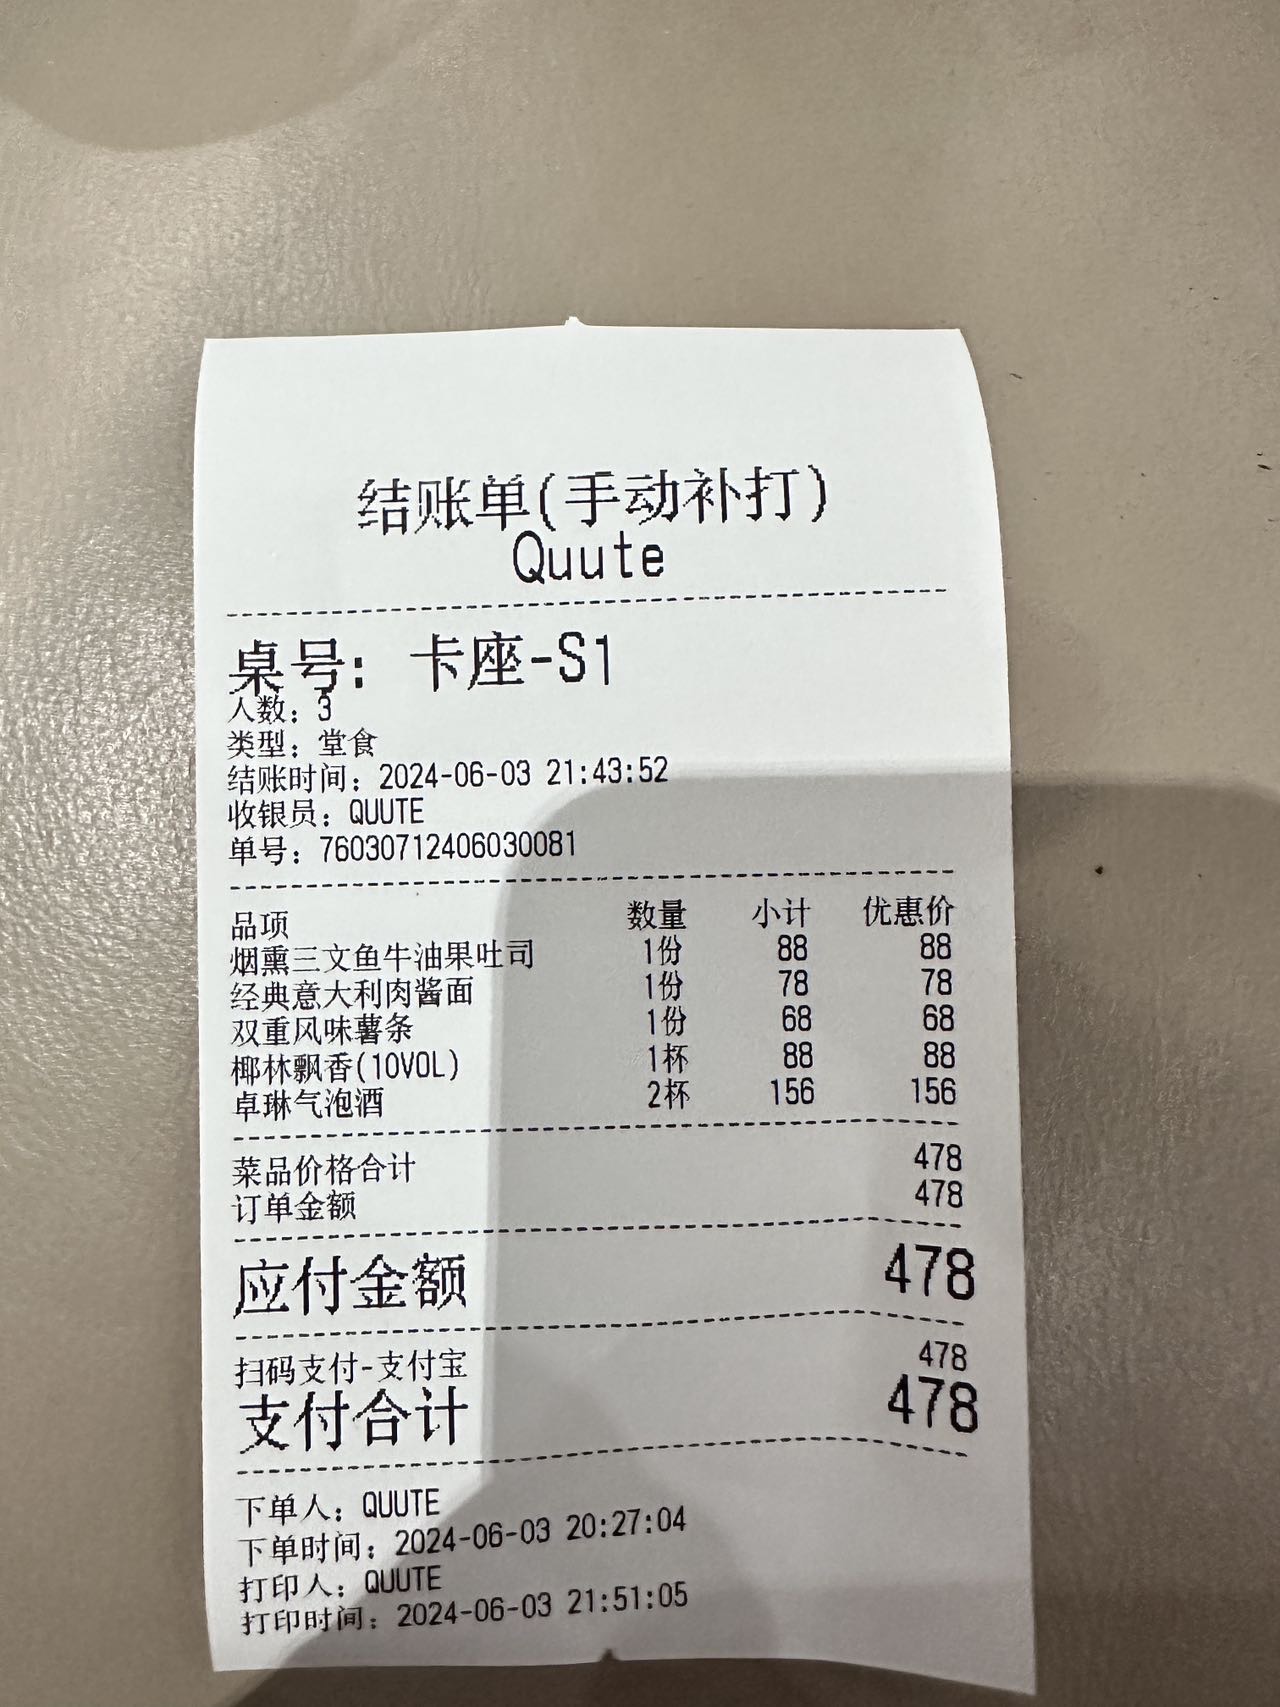 结账单(手动补打)
Quute
桌号: 卡座-S1
人数: 3
类型: 堂食
结账时间: 2024-06-03 21:43:52
收银员: QUUTE
单号: 76030712406030081
品项 数量 小计 优惠价
烟熏三文鱼牛油果吐司 1份 88 88
经典意大利肉酱面 1份 78 78
双重风味薯条 1份 68 68
椰林飘香(10VOL) 1杯 88 88
卓琳气泡酒 2杯 156 156
菜品价格合计 478
订单金额 478
应付金额 478
扫码支付-支付宝 478
支付合计 478
下单人: QUUTE
下单时间: 2024-06-03 20:27:04
打印人: QUUTE
打印时间: 2024-06-03 21:51:05